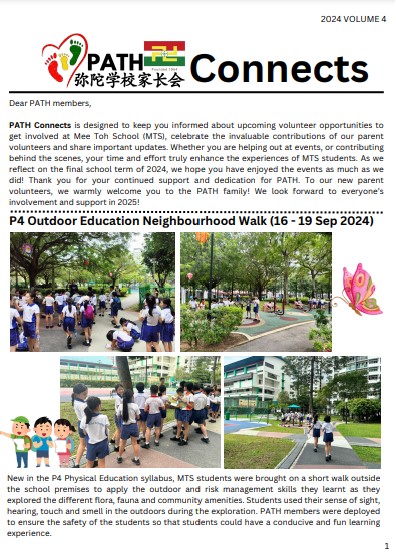 2024 VOLUME 4
PATH
弥陀学校家长会
Connects
Dear PATH members,
PATH Connects is designed to keep you informed about upcoming volunteer opportunities to
get involved at Mee Toh School (MTS), celebrate the invaluable contributions of our parent
volunteers and share important updates. Whether you are helping out at events, or contributing
behind the scenes, your time and effort truly enhance the experiences of MTS students. As we
reflect on the final school term of 2024, we hope you have enjoyed the events as much as we
did! Thank you for your continued support and dedication for PATH. To our new parent
volunteers, we warmly welcome you to the PATH family! We look forward to everyone's
involvement and support in 2025!
P4 Outdoor Education Neighbourhood Walk (16 - 19 Sep 2024)
New in the P4 Physical Education syllabus, MTS students were brought on a short walk outside
the school premises to apply the outdoor and risk management skills they learnt as they
explored the different flora, fauna and community amenities. Students used their sense of sight,
hearing, touch and smell in the outdoors during the exploration. PATH members were deployed
to ensure the safety of the students so that students could have a conducive and fun learning
experience.
1